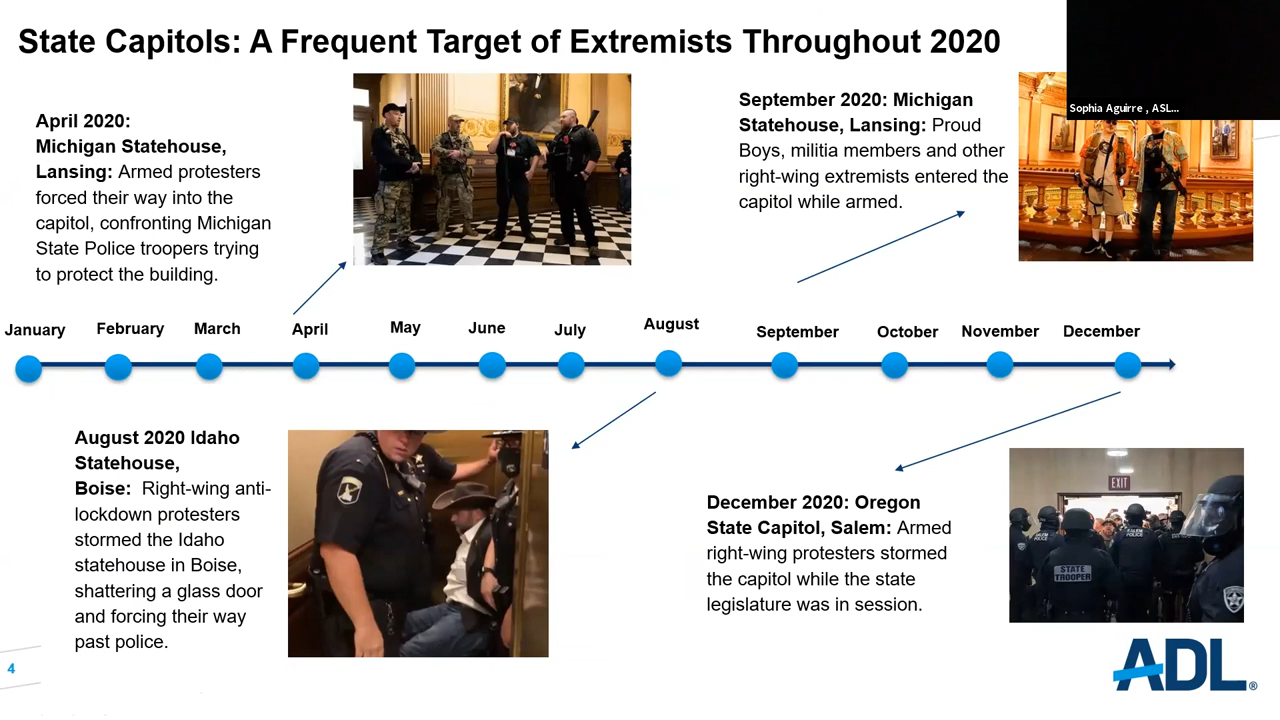 State Capitols: A Frequent Target of Extremists Throughout 2020
Sophia Aguirre , ASL...
April 2020:
Michigan Statehouse,
Lansing: Armed protesters
forced their way into the
capitol, confronting Michigan
State Police troopers trying
to protect the building.
September 2020: Michigan
Statehouse, Lansing: Proud
Boys, militia members and other
right-wing extremists entered the
capitol while armed.
January February March April May June July August September October November December
August 2020 Idaho
Statehouse,
Boise: Right-wing anti-
lockdown protesters
stormed the Idaho
statehouse in Boise,
shattering a glass door
and forcing their way
past police.
December 2020: Oregon
State Capitol, Salem: Armed
right-wing protesters stormed
the capitol while the state
legislature was in session.
EXIT
SALEM
POLICE
STATE
TROOPER
4
ADL®